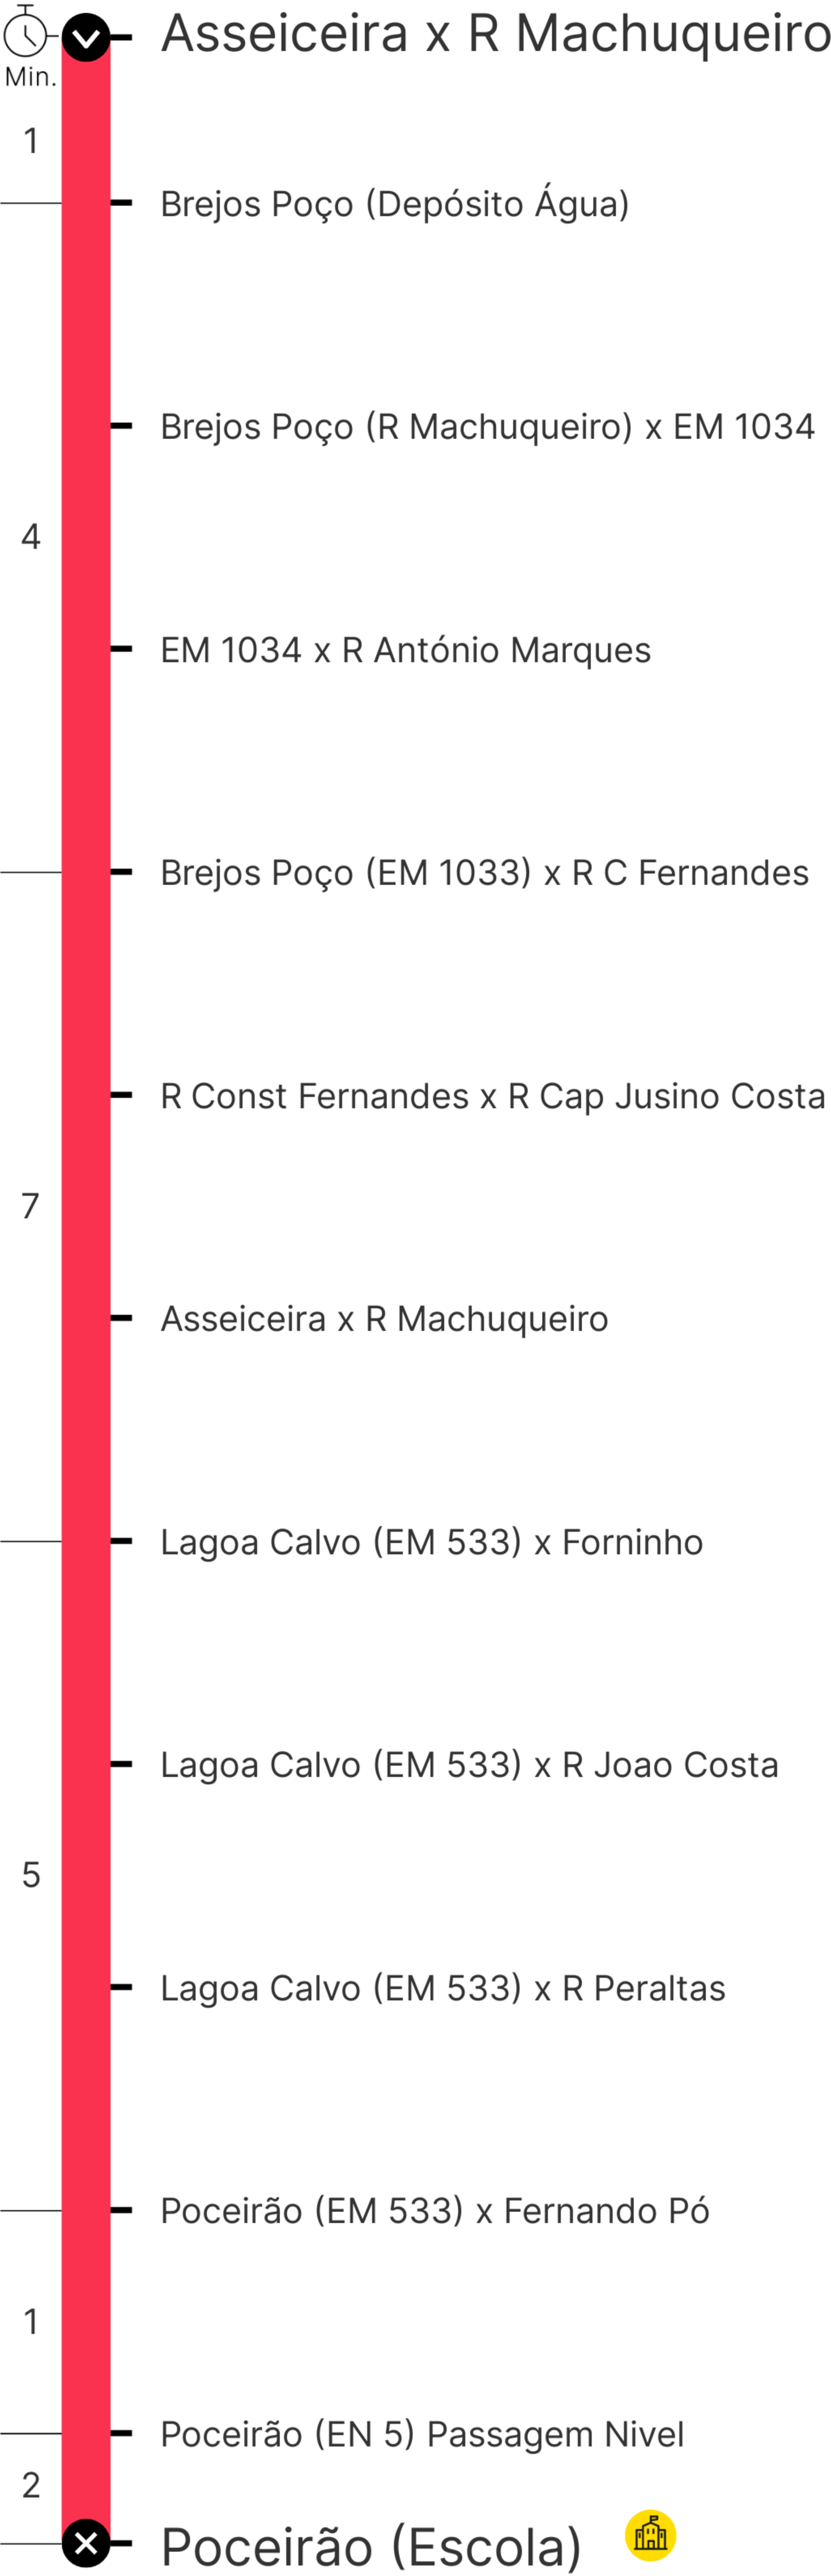 Asseiceira x R Machuqueiro
Min.
1
Brejos Poço (Depósito Água)
Brejos Poço (R Machuqueiro) x EM 1034
4
EM 1034 x R António Marques
Brejos Poço (EM 1033) x R C Fernandes
R Const Fernandes x R Cap Jusino Costa
7
Asseiceira x R Machuqueiro
Lagoa Calvo (EM 533) x Forninho
Lagoa Calvo (EM 533) x R Joao Costa
5
Lagoa Calvo (EM 533) x R Peraltas
Poceirão (EM 533) x Fernando Pó
1
Poceirão (EN 5) Passagem Nivel
2
Poceirão (Escola)